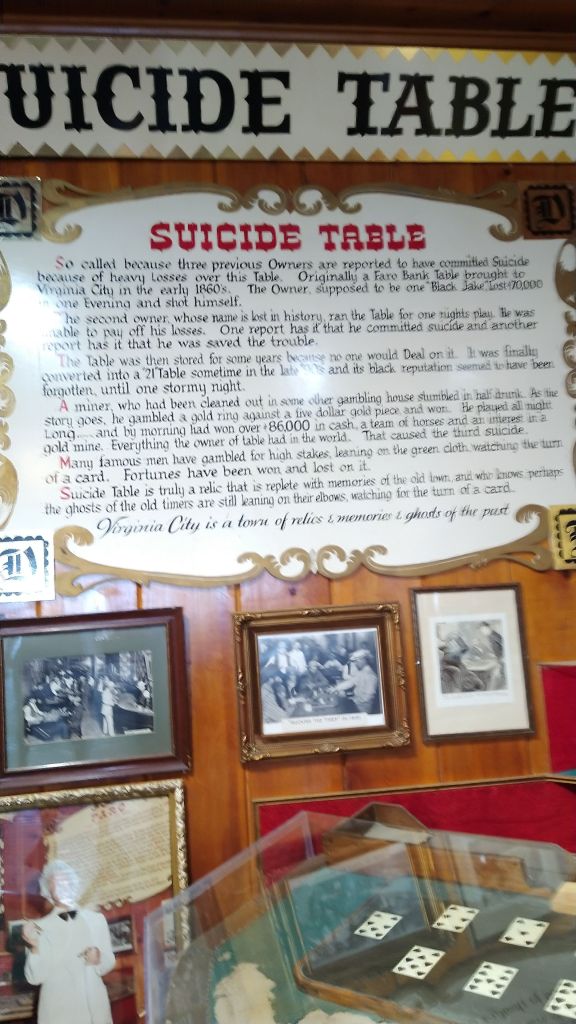 UICIDE TABLE
D
D
SUICIDE TABLE
So called because three previous Owners are reported to have committed Suicide
because of heavy losses over this Table. Originally a Faro Bank Table brought to
Virginia City in the early 1860's. The Owner, supposed to be one "Black Jake" Lost $70,000
in one Evening and shot himself.
The second owner, whose name is lost in history, ran the Table for one nights play. He was
unable to pay off his losses. One report has it that he committed suicide and another
report has it that he was saved the trouble.
The Table was then stored for some years because no one would Deal on it. It was finally
converted into a "21" Table sometime in the late and its black reputation seemed to have been
forgotten, until one stormy night.
A miner, who had been cleaned out in some other gambling house stumbled in half drunk. As the
story goes, he gambled a gold ring against a five dollar gold piece and won. He played all night
Long..... and by morning had won over $86,000 in cash, a team of horses and an interest in a
gold mine. Everything the owner of table had in the world. That caused the third suicide.
Many famous men have gambled for high stakes, leaning on the green cloth, watching the turn
of a card. Fortunes have been won and lost on it.
Suicide Table is truly a relic that is replete with memories of the old town, and who knows, perhaps
the ghosts of the old timers are still leaning on their elbows, watching for the turn of a card.
Virginia City is a town of relics & memories & ghosts of the past
D
FARO